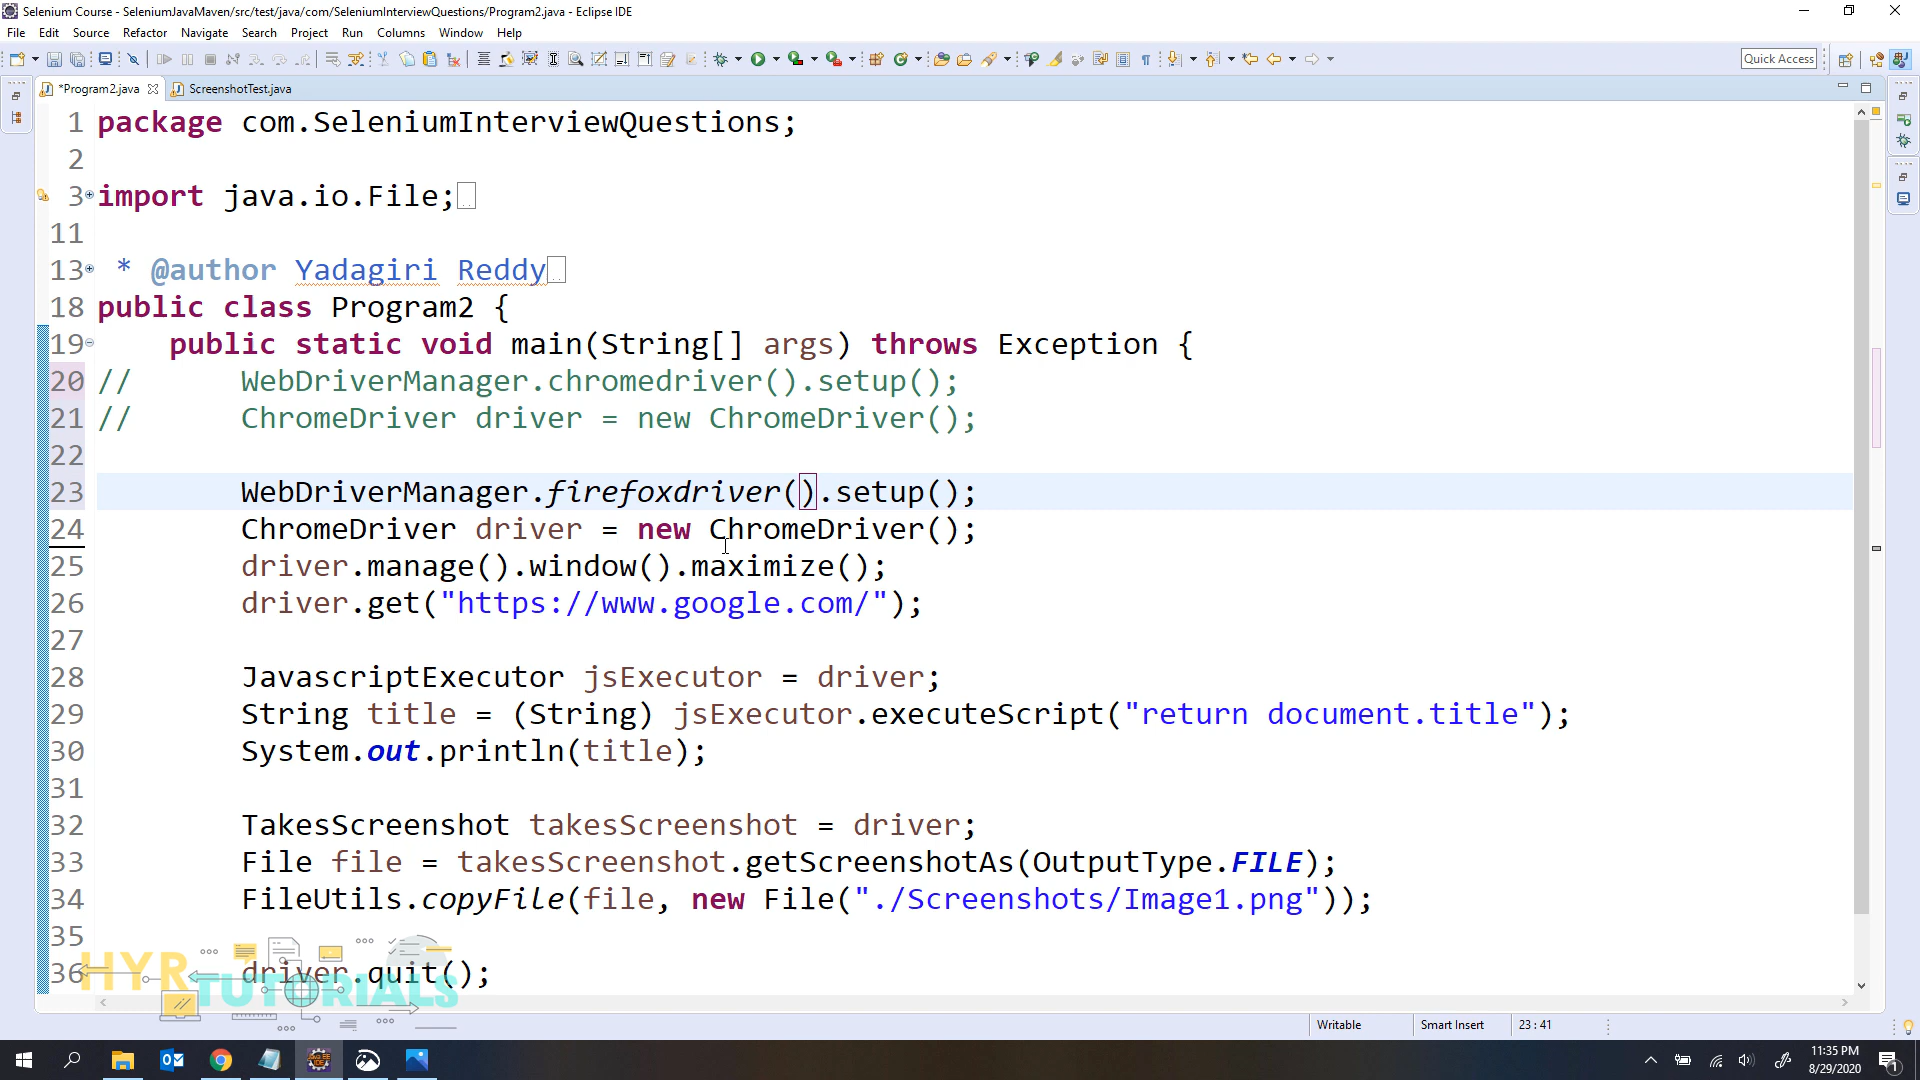 Selenium Course - SeleniumJavaMaven/src/test/java/com/SeleniumInterviewQuestions/Program2.java - Eclipse IDE
File Edit Source Refactor Navigate Search Project Run Columns Window Help
Quick Access
*Program2.java ScreenshotTest.java
1 package com.SeleniumInterviewQuestions;
2
3 import java.io.File;
11
13 * @author Yadagiri Reddy
18 public class Program2 {
19 public static void main(String[] args) throws Exception {
20 // WebDriverManager.chromedriver().setup();
21 // ChromeDriver driver = new ChromeDriver();
22
23 WebDriverManager.firefoxdriver().setup();
24 ChromeDriver driver = new ChromeDriver();
25 driver.manage().window().maximize();
26 driver.get("https://www.google.com/");
27
28 JavascriptExecutor jsExecutor = driver;
29 String title = (String) jsExecutor.executeScript("return document.title");
30 System.out.println(title);
31
32 TakesScreenshot takesScreenshot = driver;
33 File file = takesScreenshot.getScreenshotAs(OutputType.FILE);
34 FileUtils.copyFile(file, new File("./Screenshots/Image1.png"));
35
36 driver.quit();
HYR TUTORIALS
Writable Smart Insert 23 : 41
11:35 PM
8/29/2020
1